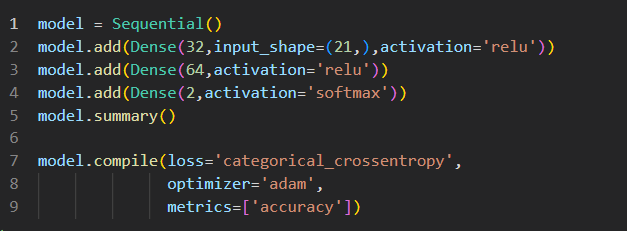 1 model = Sequential()
2 model.add(Dense(32,input_shape=(21,),activation='relu'))
3 model.add(Dense(64,activation='relu'))
4 model.add(Dense(2,activation='softmax'))
5 model.summary()
6
7 model.compile(loss='categorical_crossentropy',
8               optimizer='adam',
9               metrics=['accuracy'])